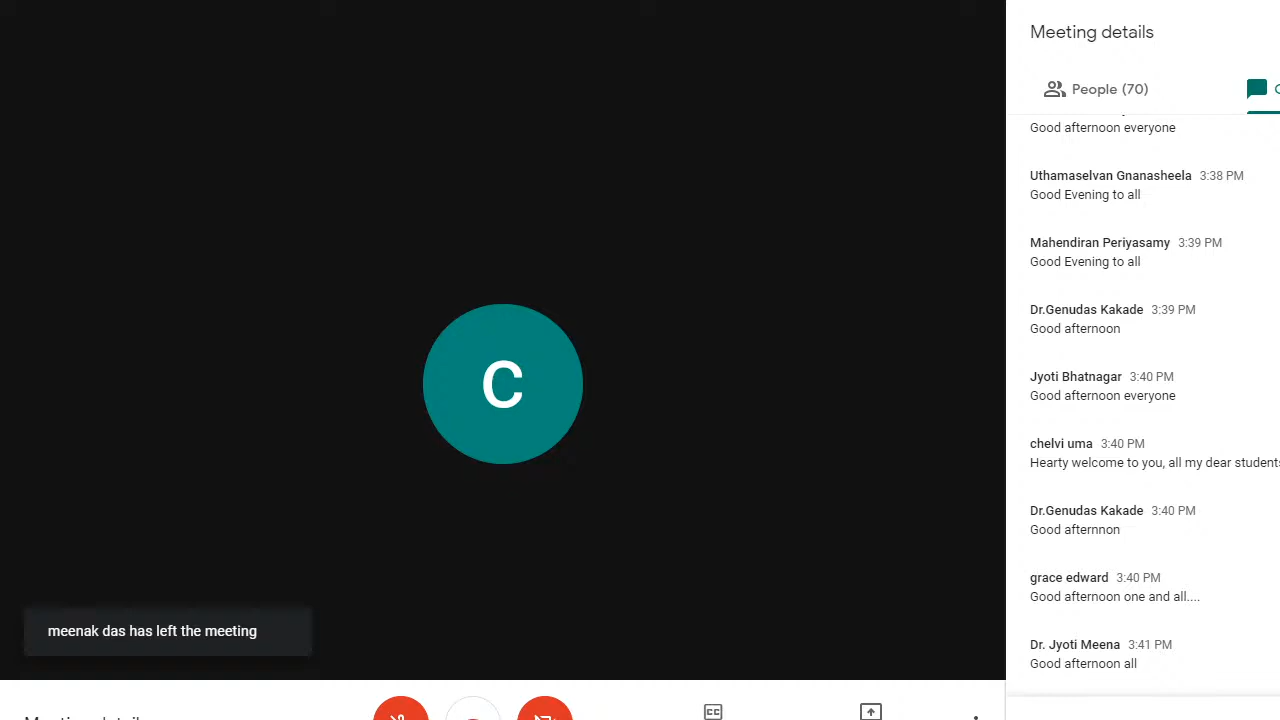 Meeting details
People (70)
Good afternoon everyone
Uthamaselvan Gnanasheela 3:38 PM
Good Evening to all
Mahendiran Periyasamy 3:39 PM
Good Evening to all
Dr.Genudas Kakade 3:39 PM
Good afternoon
Jyoti Bhatnagar 3:40 PM
Good afternoon everyone
chelvi uma 3:40 PM
Hearty welcome to you, all my dear students
Dr.Genudas Kakade 3:40 PM
Good afternnon
grace edward 3:40 PM
Good afternoon one and all....
Dr. Jyoti Meena 3:41 PM
Good afternoon all
C
meenak das has left the meeting
Meeting details
CC